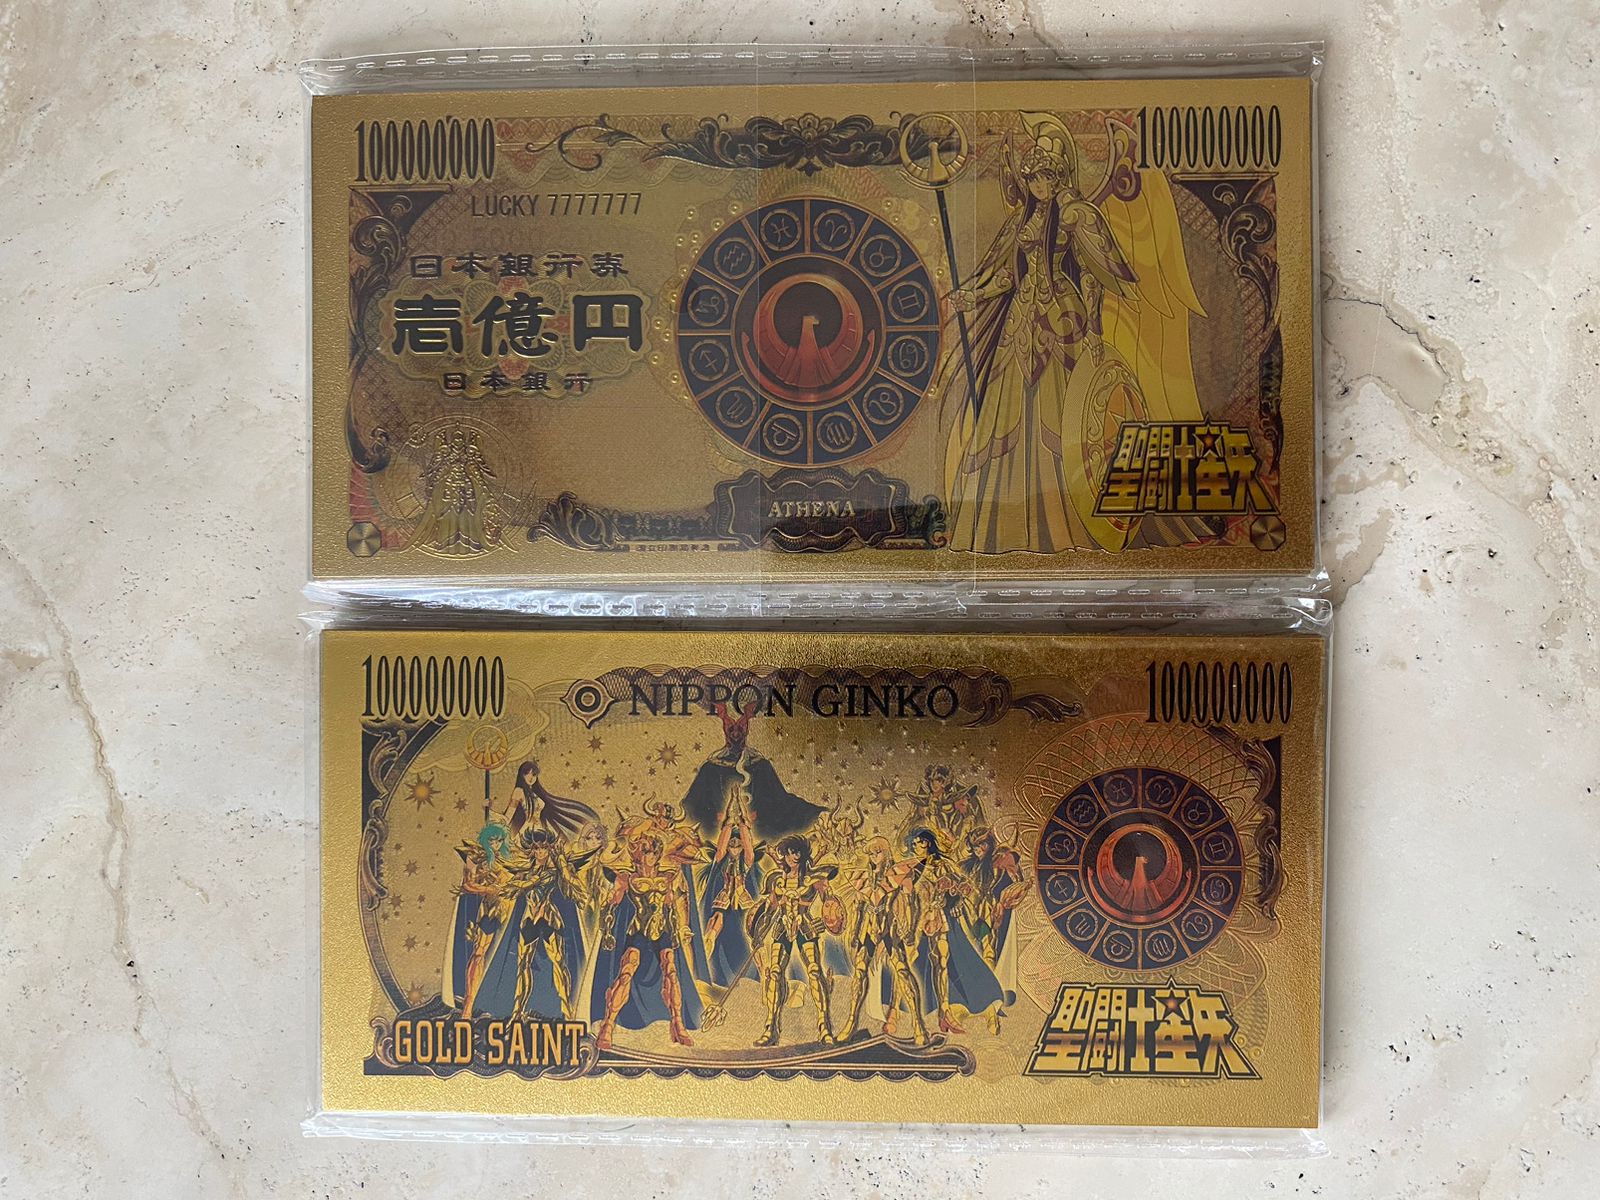 100000000
100000000
LUCKY 7777777
日本銀行券
壱億円
日本銀行
ATHENA
聖闘士星矢
100000000
NIPPON GINKO
100000000
GOLD SAINT
聖闘士星矢